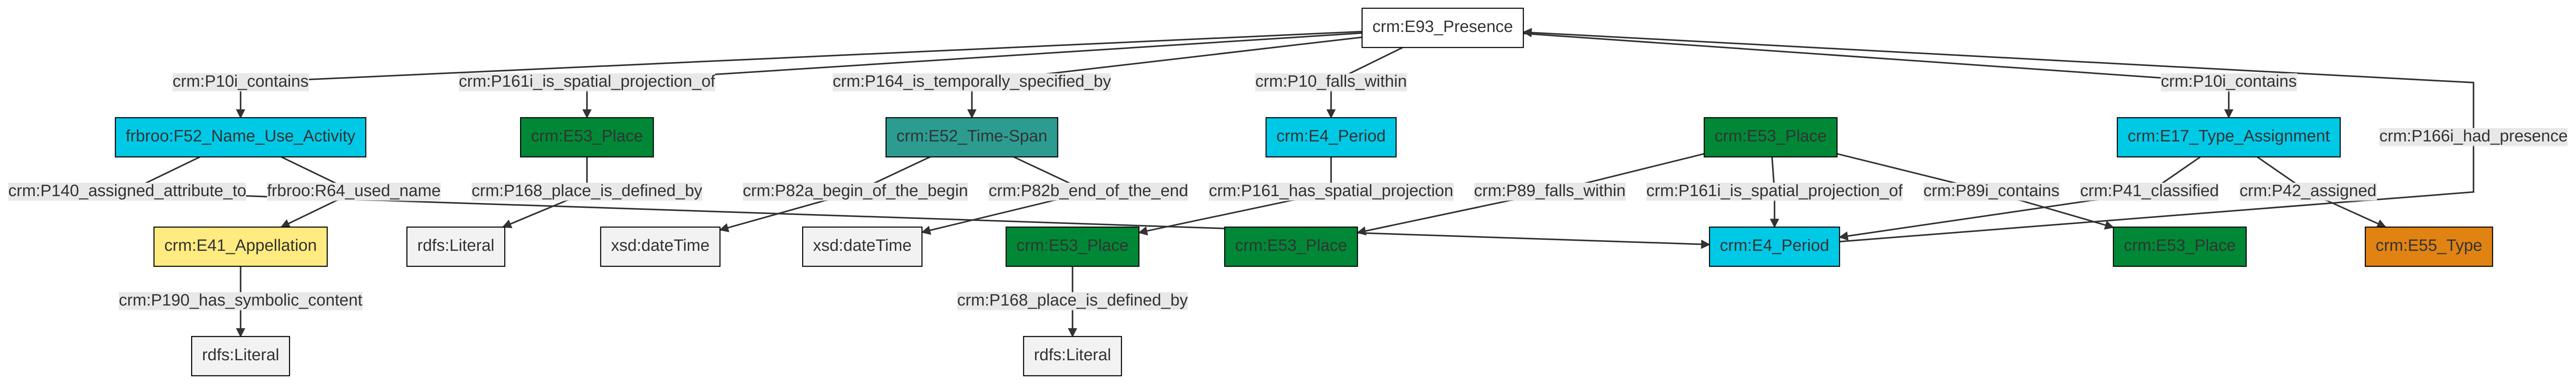 crm:E93_Presence
crm:P10i_contains
crm:P161i_is_spatial_projection_of
crm:P164_is_temporally_specified_by
crm:P10_falls_within
crm:P10i_contains
frbroo:F52_Name_Use_Activity
crm:E53_Place
crm:E52_Time-Span
crm:E4_Period
crm:E53_Place
crm:E17_Type_Assignment
crm:P166i_had_presence
crm:P140_assigned_attribute_to
frbroo:R64_used_name
crm:P168_place_is_defined_by
crm:P82a_begin_of_the_begin
crm:P82b_end_of_the_end
crm:P161_has_spatial_projection
crm:P89_falls_within
crm:P161i_is_spatial_projection_of
crm:P89i_contains
crm:P41_classified
crm:P42_assigned
crm:E41_Appellation
rdfs:Literal
xsd:dateTime
xsd:dateTime
crm:E53_Place
crm:E53_Place
crm:E4_Period
crm:E53_Place
crm:E55_Type
crm:P190_has_symbolic_content
crm:P168_place_is_defined_by
rdfs:Literal
rdfs:Literal